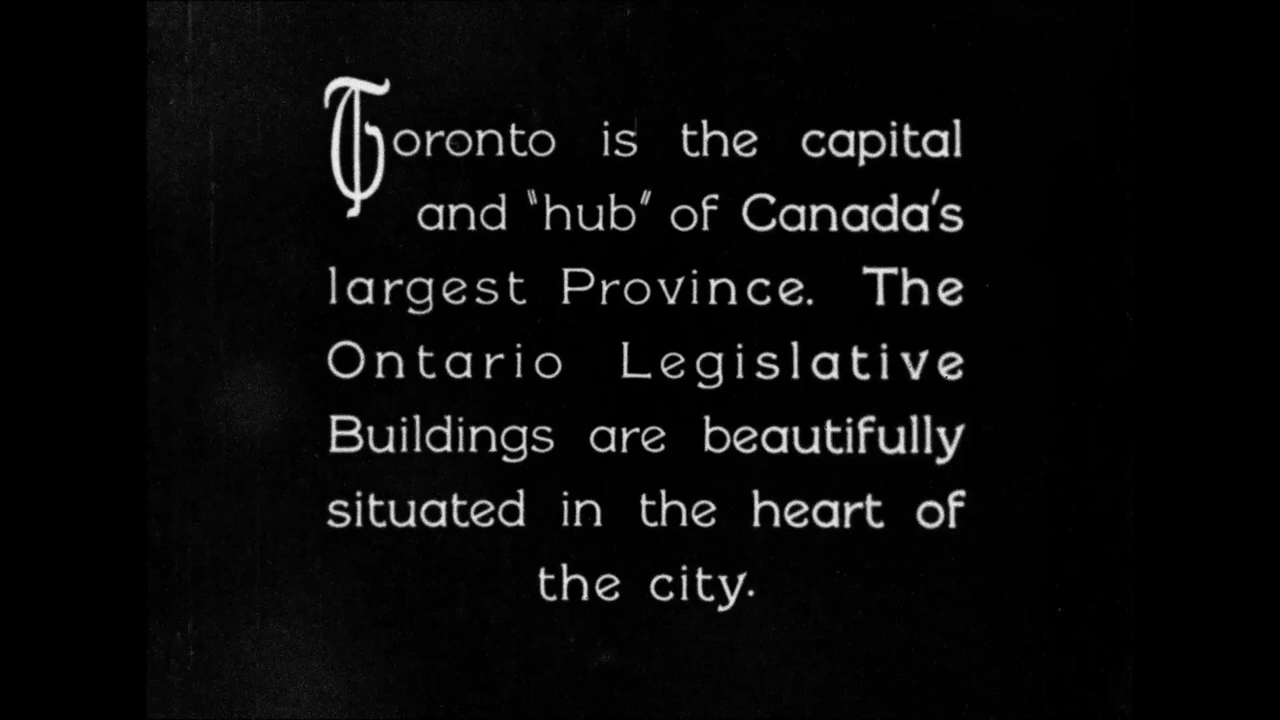 Toronto is the capital
and "hub" of Canada's
largest Province. The
Ontario Legislative
Buildings are beautifully
situated in the heart of
the city.